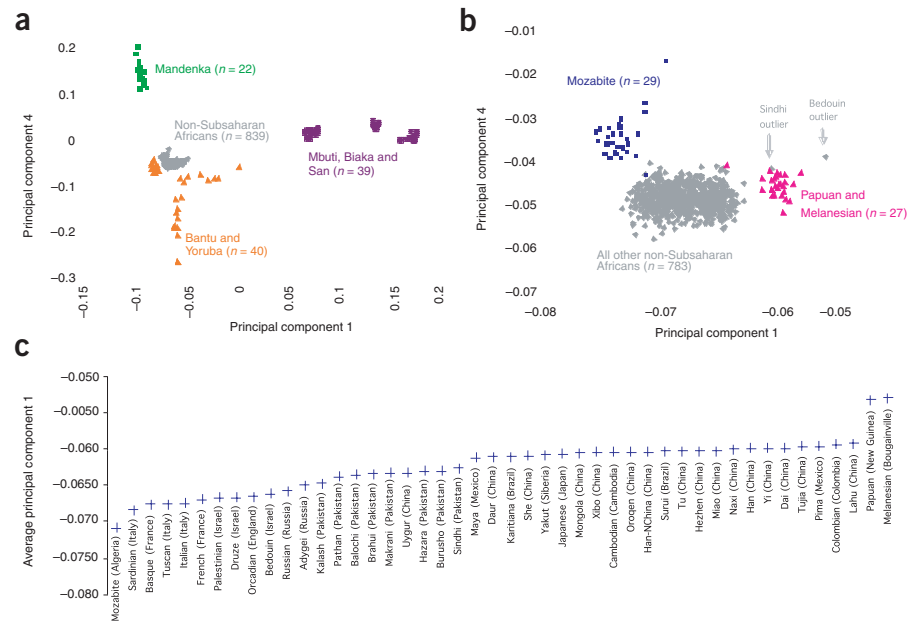 a
0.2
0.1
0
−0.1
−0.2
−0.3
Principal component 4
Mandenka (n = 22)
Non-Subsaharan
Africans (n = 839)
Mbuti, Biaka and
San (n = 39)
Bantu and
Yoruba (n = 40)
−0.15
−0.1
−0.05
0
0.05
0.1
0.15
0.2
Principal component 1
b
−0.01
−0.02
−0.03
−0.04
−0.05
−0.06
−0.07
Principal component 4
Mozabite (n = 29)
Sindhi
outlier
Bedouin
outlier
Papuan and
Melanesian (n = 27)
All other non-Subsaharan
Africans (n = 783)
−0.08
−0.07
−0.06
−0.05
Principal component 1
c
−0.050
−0.0050
−0.060
−0.0650
−0.070
−0.0750
−0.080
Average principal component 1
Mozabite (Algeria)
Sardinian (Italy)
Basque (France)
Tuscan (Italy)
Italian (Italy)
French (France)
Palestinian (Israel)
Druze (Israel)
Orcadian (England)
Bedouin (Israel)
Russian (Russia)
Adygei (Russia)
Kalash (Pakistan)
Pathan (Pakistan)
Balochi (Pakistan)
Brahui (Pakistan)
Makrani (Pakistan)
Uygur (China)
Hazara (Pakistan)
Burusho (Pakistan)
Sindhi (Pakistan)
Maya (Mexico)
Daur (China)
Karitiana (Brazil)
She (China)
Yakut (Siberia)
Japanese (Japan)
Mongola (China)
Xibo (China)
Cambodian (Cambodia)
Oroqen (China)
Han-NChina (China)
Surui (Brazil)
Tu (China)
Hezhen (China)
Miao (China)
Naxi (China)
Han (China)
Yi (China)
Dai (China)
Tujia (China)
Pima (Mexico)
Colombian (Colombia)
Lahu (China)
Papuan (New Guinea)
Melanesian (Bougainville)